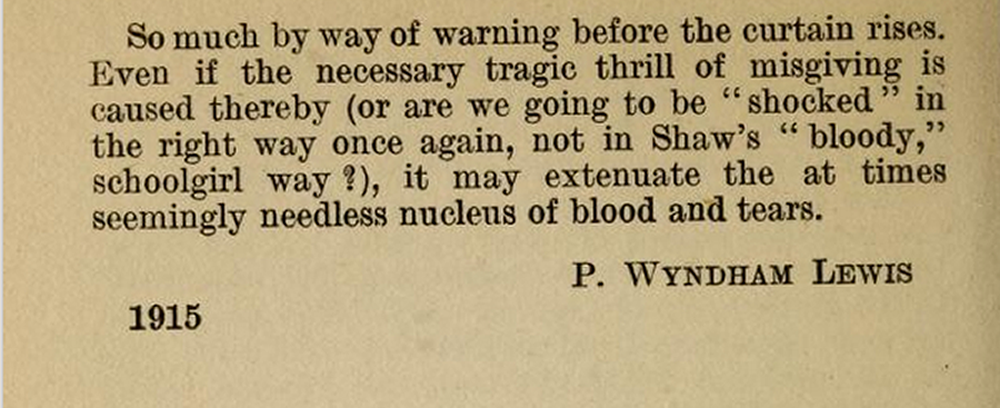 So much by way of warning before the curtain rises.
Even if the necessary tragic thrill of misgiving is
caused thereby (or are we going to be “shocked” in
the right way once again, not in Shaw’s “bloody,”
schoolgirl way?), it may extenuate the at times
seemingly needless nucleus of blood and tears.
P. Wyndham Lewis
1915